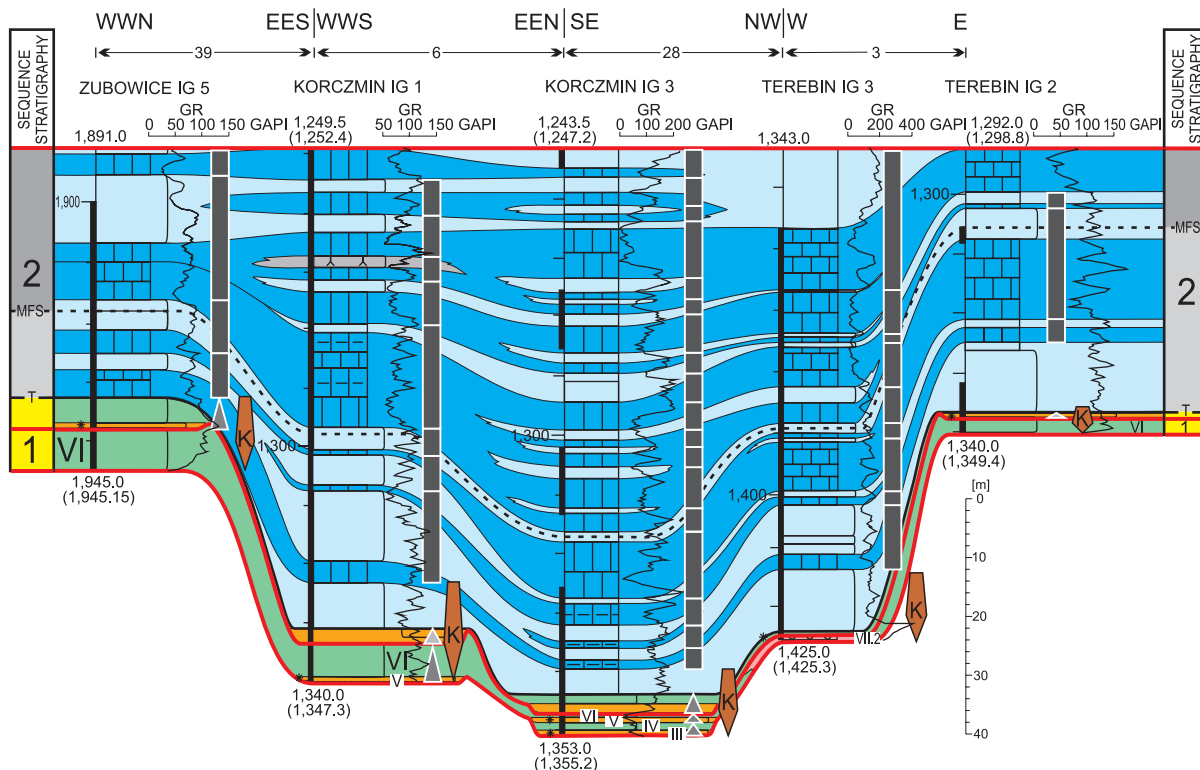 WWN
EES
WWS
EEN
SE
NW
W
E
39
6
28
3
SEQUENCE
STRATIGRAPHY
ZUBOWICE IG 5
KORCZMIN IG 1
KORCZMIN IG 3
TEREBIN IG 3
TEREBIN IG 2
SEQUENCE
STRATIGRAPHY
GR
0 50 100 150 GAPI
1,891.0
GR
50 100 150 GAPI
1,249.5
(1,252.4)
GR
0 100 200 GAPI
1,243.5
(1,247.2)
GR
0 200 400 GAPI
1,343.0
GR
0 50 100 150 GAPI
1,292.0
(1,298.8)
1,900
1,300
1,300
1,400
1,300
2
MFS
T
1
VI
2
MFS
T
1
VI
K
K
K
K
K
VI
V
VI
V
IV
III
VII.2
1,945.0
(1,945.15)
1,340.0
(1,347.3)
1,353.0
(1,355.2)
1,425.0
(1,425.3)
1,340.0
(1,349.4)
[m]
0
10
20
30
40